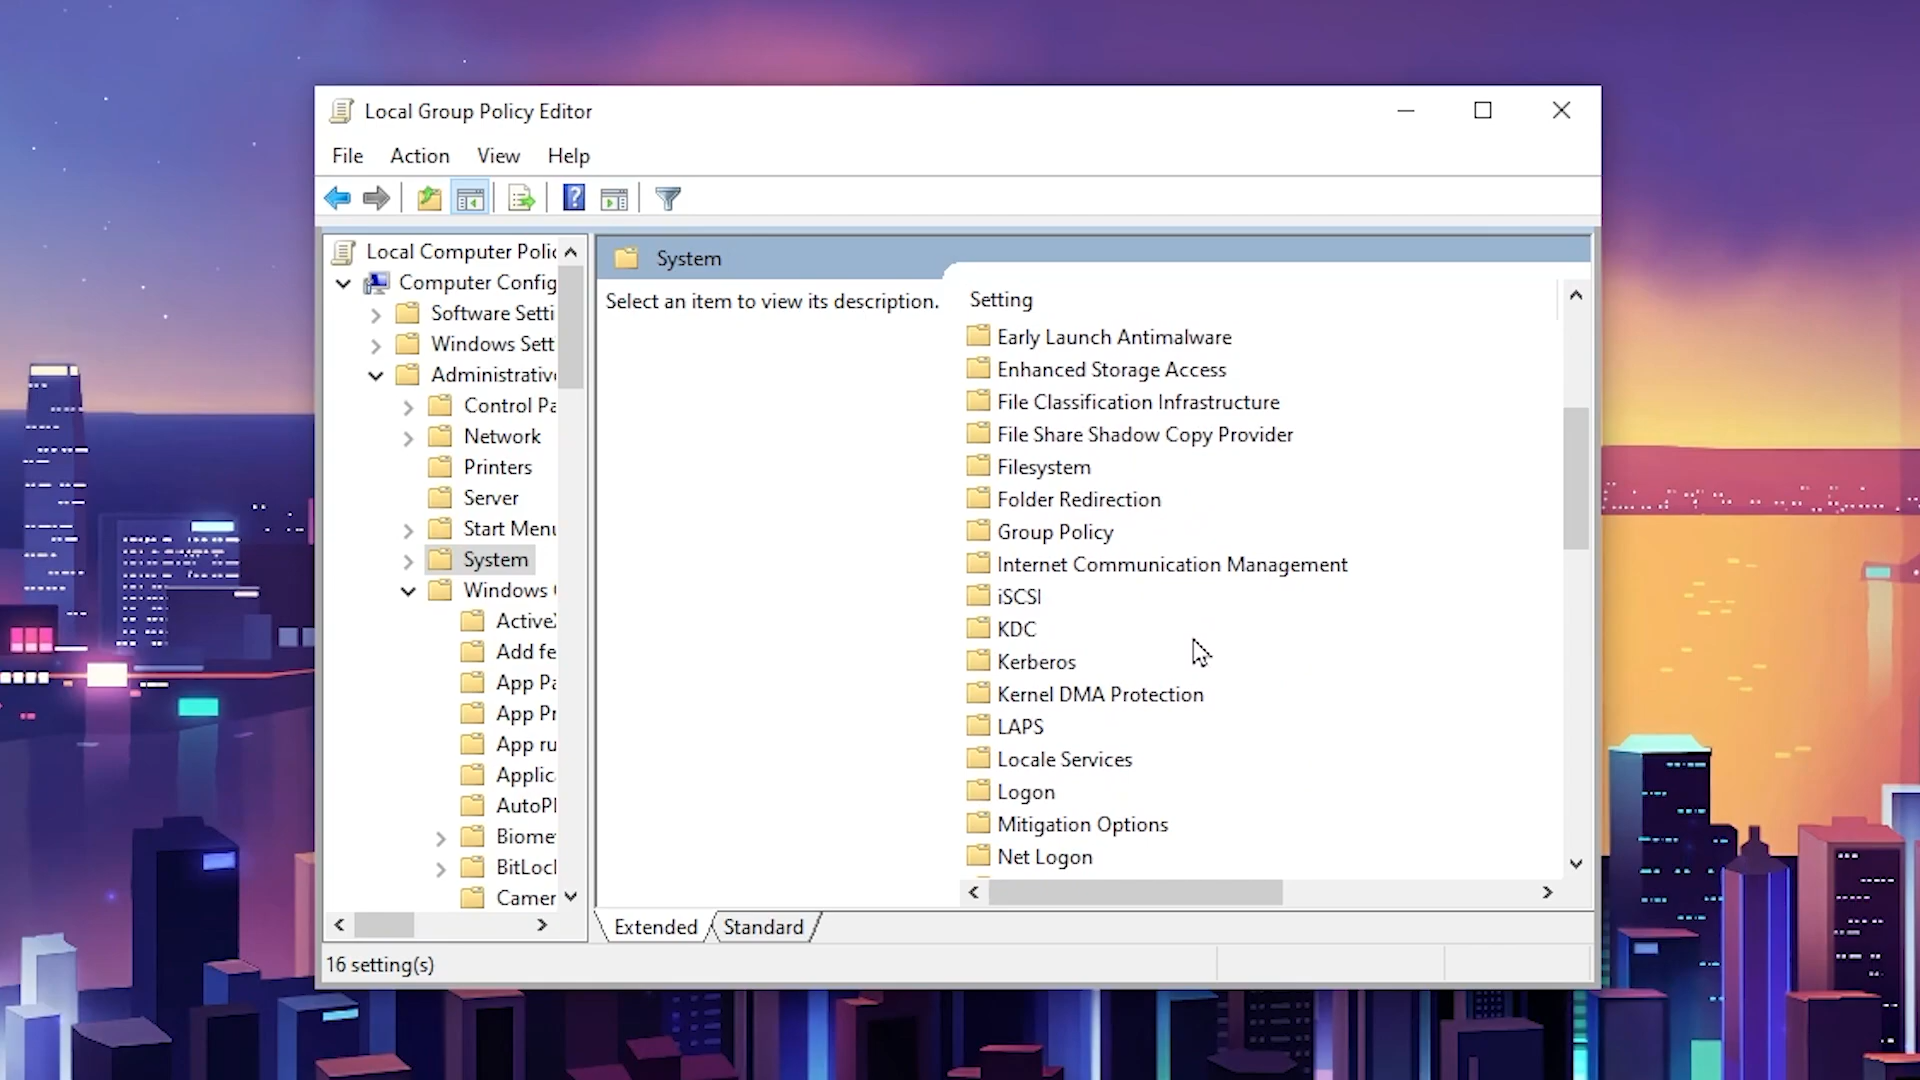 Local Group Policy Editor
File Action View Help
Local Computer Polic
Computer Config
Software Setti
Windows Sett
Administrativ
Control Pa
Network
Printers
Server
Start Menu
System
Windows
Active
Add fe
App Pa
App Pr
App ru
Applic
AutoPl
Biome
BitLoc
Camer
System
Select an item to view its description.
Setting
Early Launch Antimalware
Enhanced Storage Access
File Classification Infrastructure
File Share Shadow Copy Provider
Filesystem
Folder Redirection
Group Policy
Internet Communication Management
iSCSI
KDC
Kerberos
Kernel DMA Protection
LAPS
Locale Services
Logon
Mitigation Options
Net Logon
Extended Standard
16 setting(s)